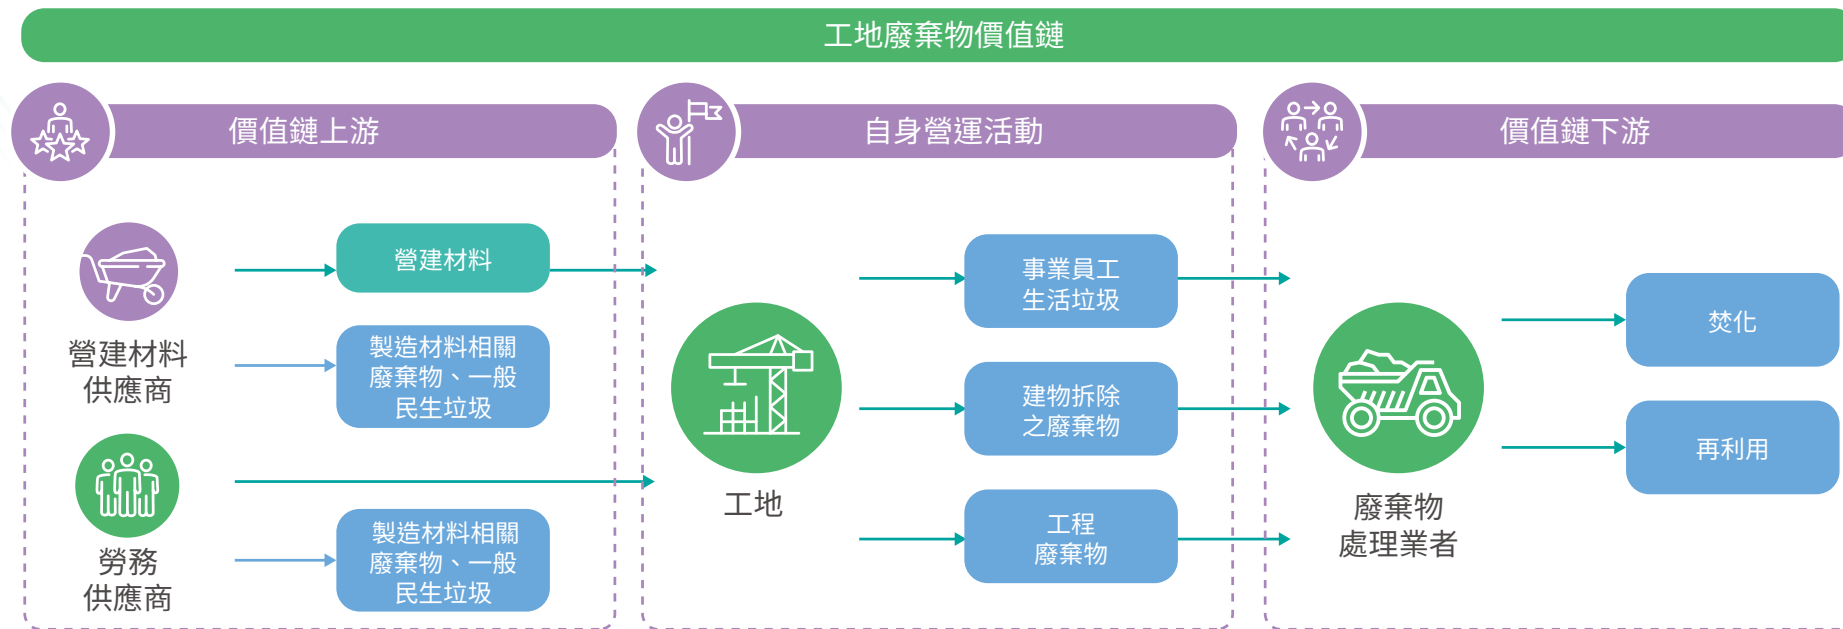 工地廢棄物價值鏈
價值鏈上游
營建材料
供應商
營建材料
製造材料相關
廢棄物、一般
民生垃圾
勞務
供應商
製造材料相關
廢棄物、一般
民生垃圾
自身營運活動
工地
事業員工
生活垃圾
建物拆除
之廢棄物
工程
廢棄物
價值鏈下游
廢棄物
處理業者
焚化
再利用